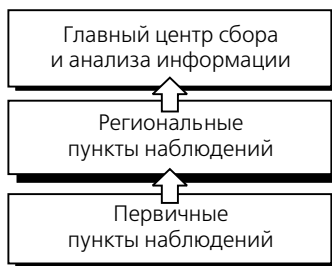 Главный центр сбора
и анализа информации
Региональные
пункты наблюдений
Первичные
пункты наблюдений